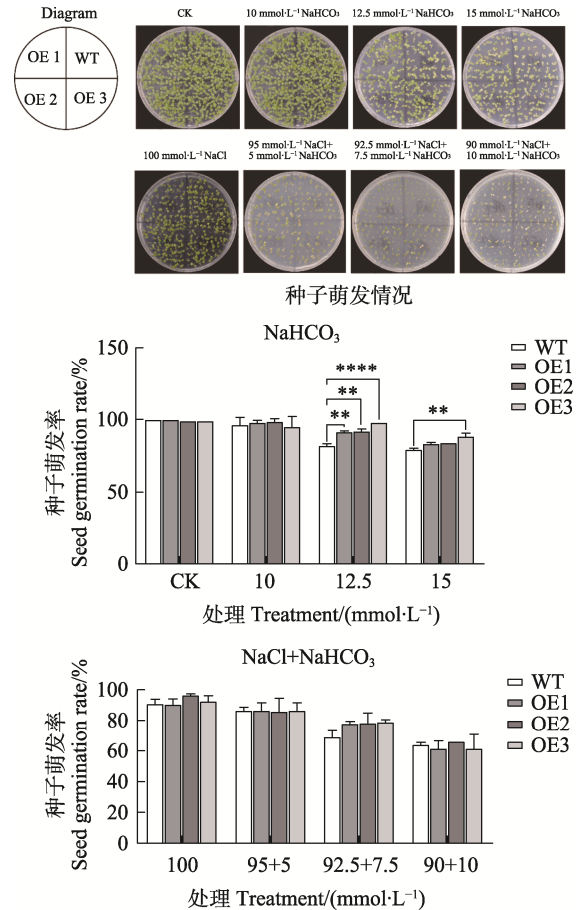 Diagram
OE 1 WT
OE 2 OE 3
CK
10 mmol·L⁻¹ NaHCO₃
12.5 mmol·L⁻¹ NaHCO₃
15 mmol·L⁻¹ NaHCO₃
100 mmol·L⁻¹ NaCl
95 mmol·L⁻¹ NaCl+
5 mmol·L⁻¹ NaHCO₃
92.5 mmol·L⁻¹ NaCl+
7.5 mmol·L⁻¹ NaHCO₃
90 mmol·L⁻¹ NaCl+
10 mmol·L⁻¹ NaHCO₃
种子萌发情况
NaHCO₃
种子萌发率
Seed germination rate/%
150
100
50
0
****
**
**
**
WT
OE1
OE2
OE3
CK 10 12.5 15
处理 Treatment/(mmol·L⁻¹)
NaCl+NaHCO₃
种子萌发率
Seed germination rate/%
100
80
60
40
20
0
WT
OE1
OE2
OE3
100 95+5 92.5+7.5 90+10
处理 Treatment/(mmol·L⁻¹)